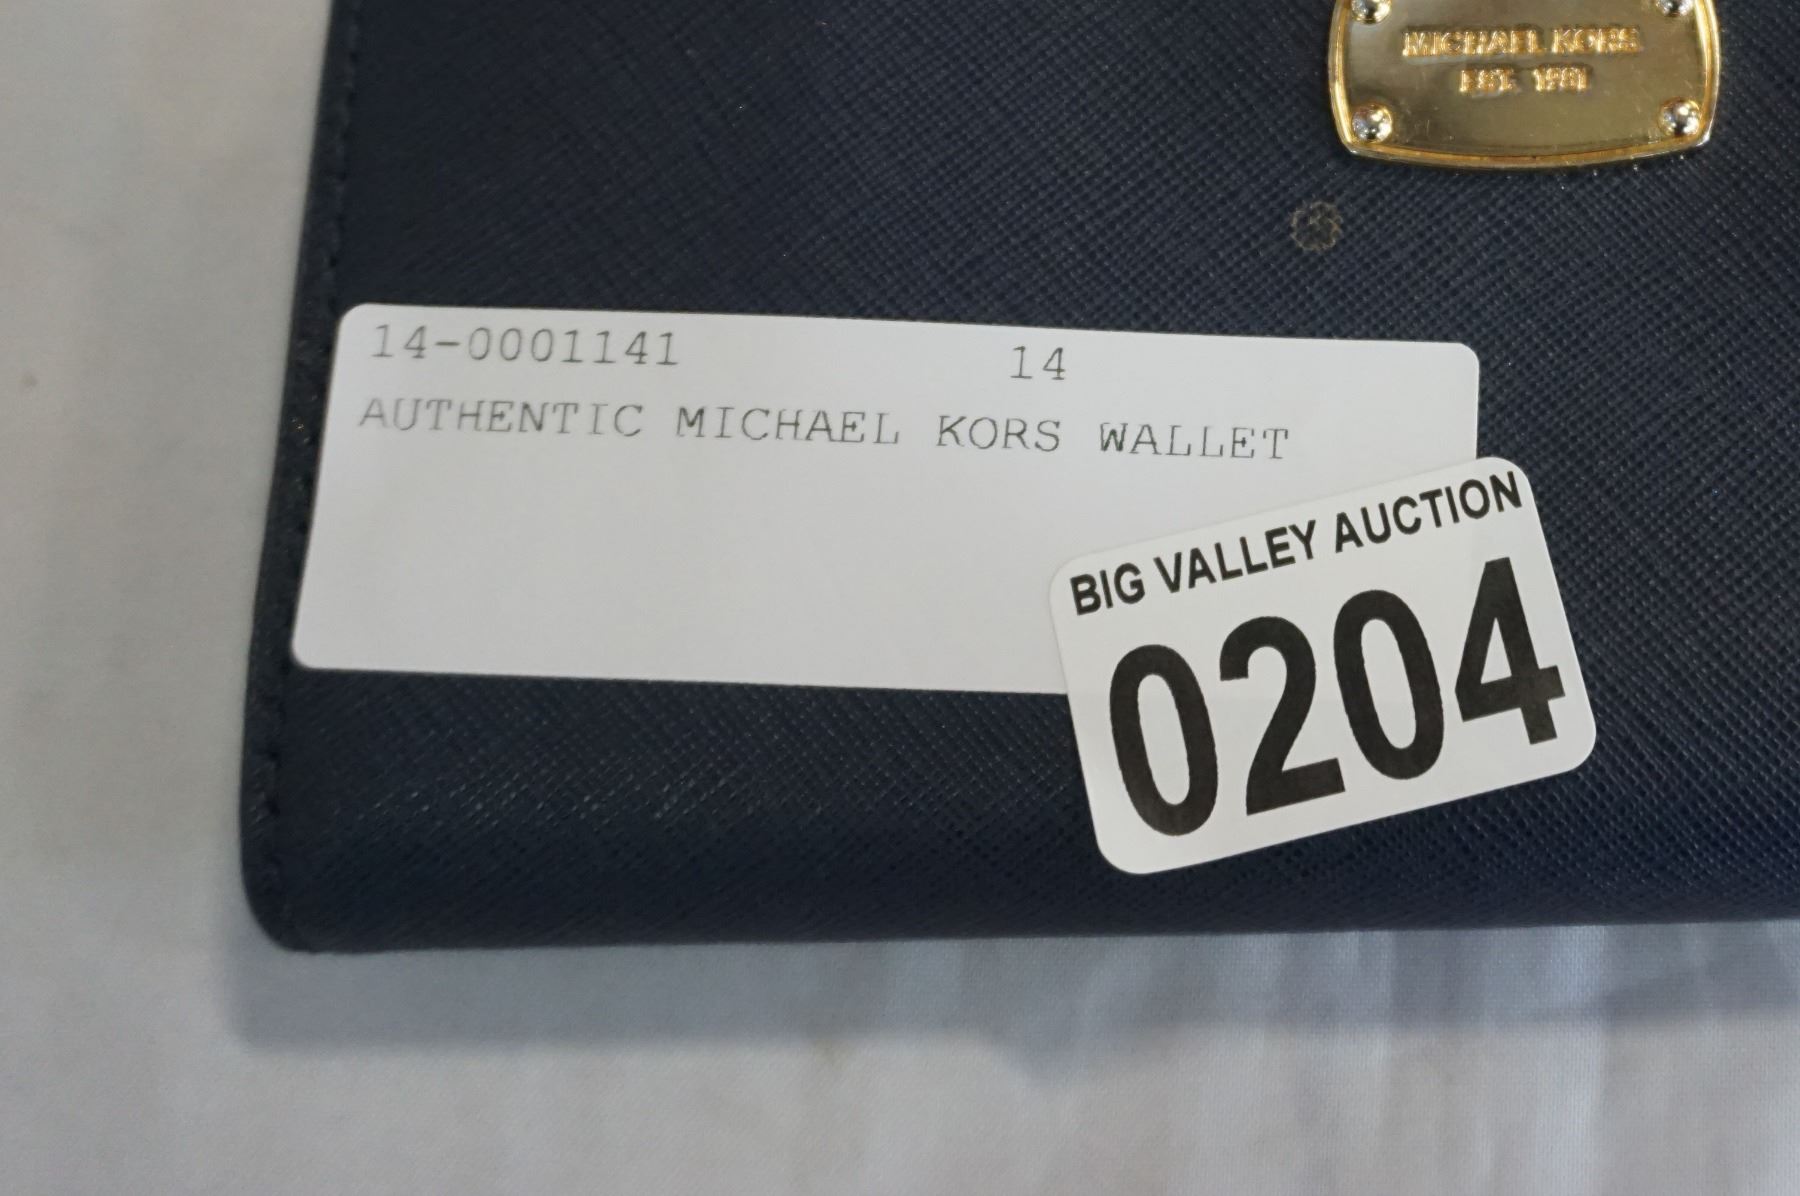 MICHAEL KORS
EST. 1981
14-0001141 14
AUTHENTIC MICHAEL KORS WALLET
BIG VALLEY AUCTION
0204